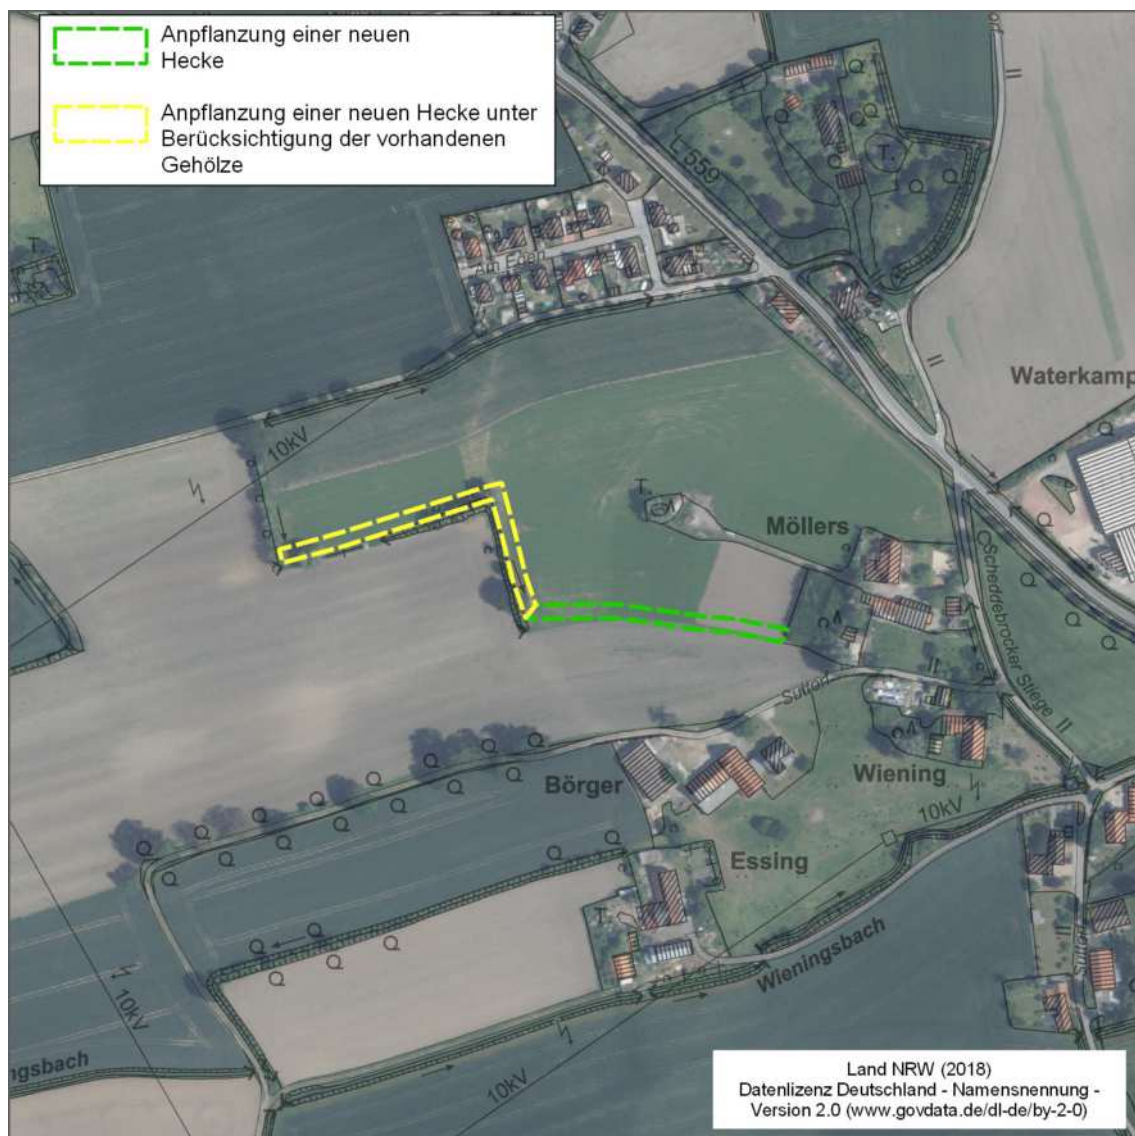 Anpflanzung einer neuen
Hecke
Anpflanzung einer neuen Hecke unter
Berücksichtigung der vorhandenen
Gehölze
L 559
T.
T.
Waterkamp
10kV
T.
Möllers
Scheddebrocker Stiege
Suttorf
Börger
Wiening
10kV
Essing
T.
Wieningsbach
10kV
ngsbach
10kV
Land NRW (2018)
Datenlizenz Deutschland - Namensnennung -
Version 2.0 (www.govdata.de/dl-de/by-2-0)